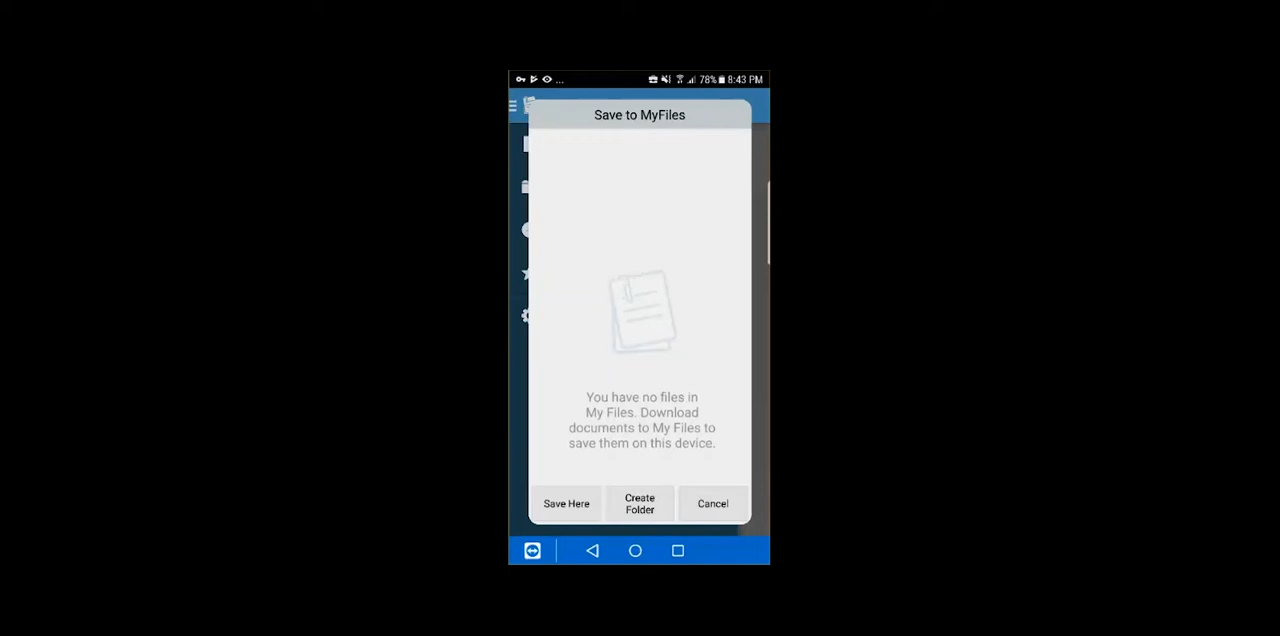 ... 78% 8:43 PM
Save to MyFiles
You have no files in
My Files. Download
documents to My Files to
save them on this device.
Save Here
Create
Folder
Cancel